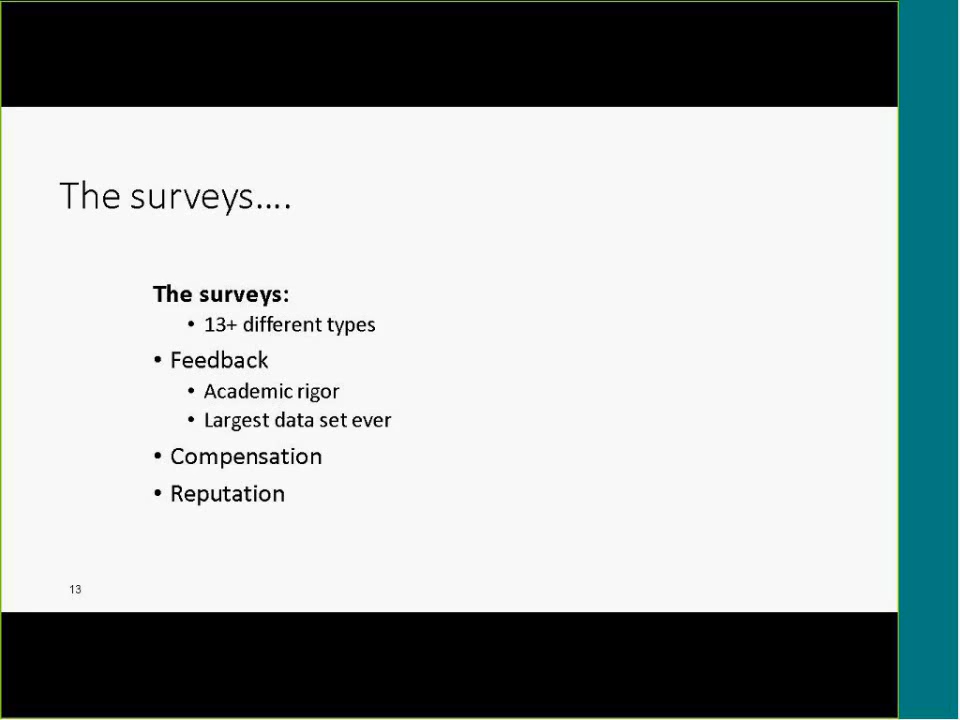 The surveys....
The surveys:
• 13+ different types
• Feedback
• Academic rigor
• Largest data set ever
• Compensation
• Reputation
13